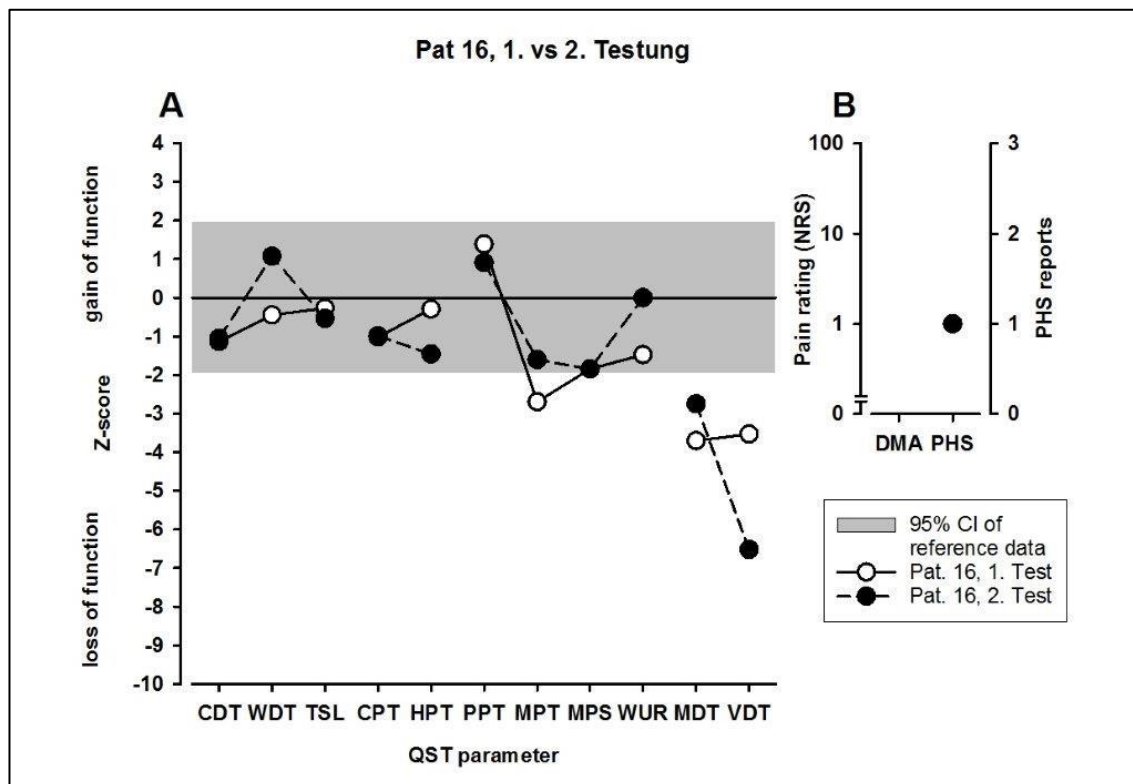 Pat 16, 1. vs 2. Testung
A
B
4
3
2
1
0
-1
-2
-3
-4
-5
-6
-7
-8
-9
-10
gain of function
Z-score
loss of function
CDT WDT TSL CPT HPT PPT MPT MPS WUR MDT VDT
QST parameter
100
10
1
0
Pain rating (NRS)
3
2
1
0
PHS reports
DMA PHS
95% CI of
reference data
Pat. 16, 1. Test
Pat. 16, 2. Test